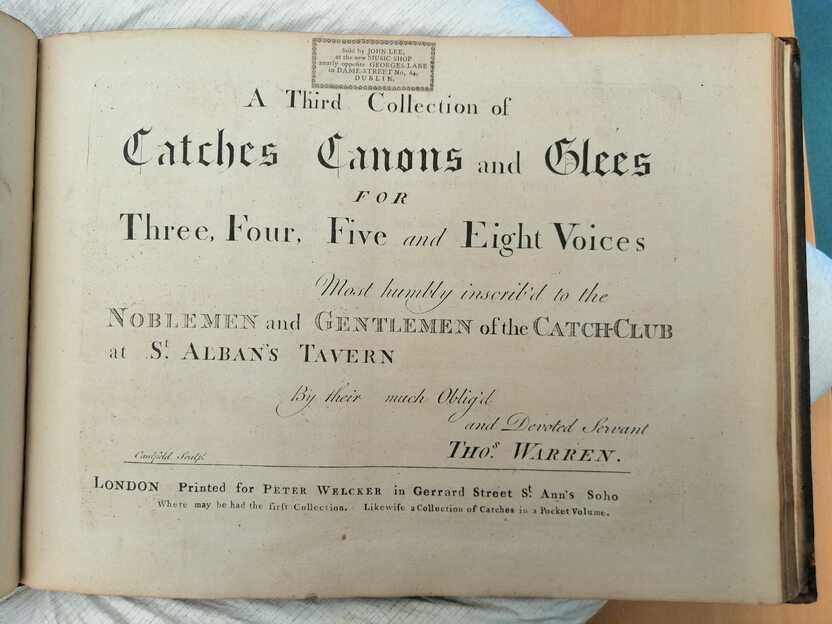 Sold by JOHN LEE,
at the new MUSIC SHOP
nearly opposite GEORGES-LANE
in DAME-STREET No, 64,
DUBLIN.
A Third Collection of
Catches Canons and Glees
FOR
Three, Four, Five and Eight Voices
Most humbly inscrib'd to the
NOBLEMEN and GENTLEMEN of the CATCH-CLUB
at St. ALBAN'S TAVERN
By their much Oblig'd
and Devoted Servant
THOs. WARREN.
Caulfield Sculpt.
LONDON Printed for PETER WELCKER in Gerrard Street St. Ann's Soho
Where may be had the firſt Collection. Likewiſe a Collection of Catches in a Pocket Volume.